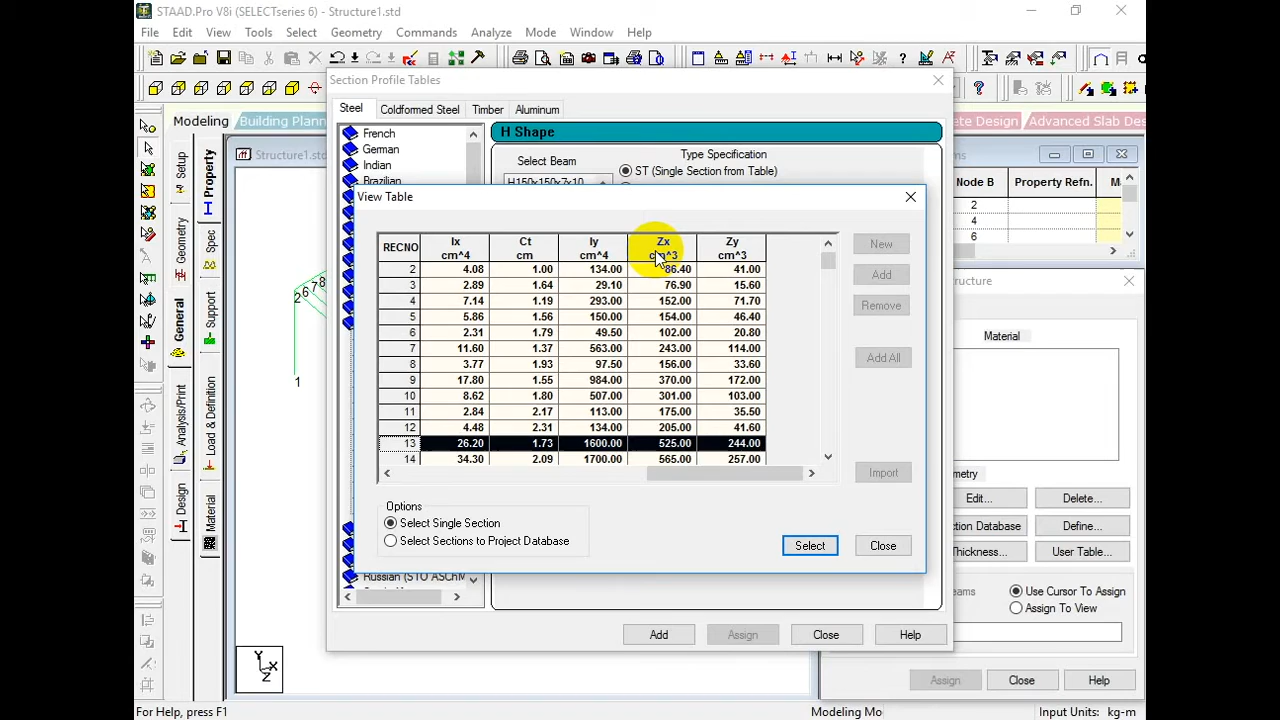 STAAD.Pro V8i (SELECTseries 6) - Structure1.std
File Edit View Tools Select Geometry Commands Analyze Mode Window Help
Section Profile Tables
Modeling
Steel Coldformed Steel Timber Aluminum
Advanced Slab
Structure1.std
French
German
Indian
Brazilian
H Shape
Select Beam
H150x150x7x10
Type Specification
ST (Single Section from Table)
Node B Property Refn.
2
4
6
View Table
RECNO Ix cm^4 Ct cm Iy cm^4 Zx cm^3 Zy cm^3
2 4.08 1.00 134.00 86.40 41.00
3 2.89 1.64 29.10 76.90 15.60
4 7.14 1.19 293.00 152.00 71.70
5 5.86 1.56 150.00 154.00 46.40
6 2.31 1.79 49.50 102.00 20.80
7 11.60 1.37 563.00 243.00 114.00
8 3.77 1.93 97.50 156.00 33.60
9 17.80 1.55 984.00 370.00 172.00
10 8.62 1.80 507.00 301.00 103.00
11 2.84 2.17 113.00 175.00 35.50
12 4.48 2.31 134.00 205.00 41.60
13 26.20 1.73 1600.00 525.00 244.00
14 34.30 2.09 1700.00 565.00 257.00
New
Add
Remove
Add All
Import
Options
Select Single Section
Select Sections to Project Database
Select Close
Setup
Property
Geometry
Spec
General
Support
Analysis/Print
Load & Definition
Design
Material
2 6 7 8
1
Material
Edit... Delete...
Database Define...
Thickness... User Table...
Use Cursor To Assign
Assign To View
Assign Close Help
Add Assign Close Help
Y
X
Z
For Help, press F1
Modeling Mo
Input Units: kg-m